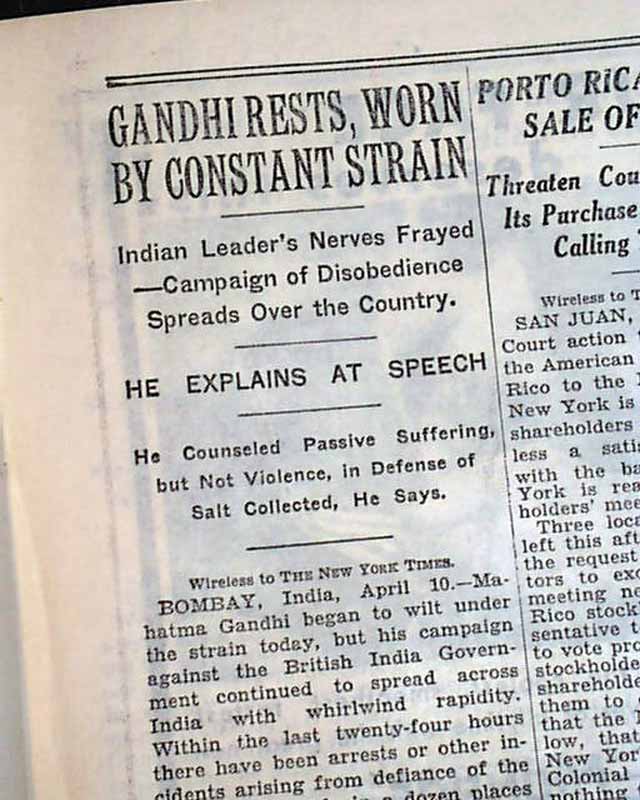 GANDHI RESTS, WORN
BY CONSTANT STRAIN
Indian Leader's Nerves Frayed
—Campaign of Disobedience
Spreads Over the Country.
HE EXPLAINS AT SPEECH
He Counseled Passive Suffering,
but Not Violence, in Defense of
Salt Collected, He Says.
Wireless to THE NEW YORK TIMES.
BOMBAY, India, April 10.—Ma-
hatma Gandhi began to wilt under
the strain today, but his campaign
against the British India Govern-
ment continued to spread across
India with whirlwind rapidity.
Within the last twenty-four hours
there have been arrests or other in-
cidents arising from defiance of the
a dozen places
PORTO RICA
SALE OF
Threaten Cou
Its Purchase
Calling
Wireless to T
SAN JUAN,
Court action
the American
Rico to the
New York is
shareholders
less a satis
with the ba
York is rea
holders' mee
Three loca
left this aft
the request
tors to exc
meeting ne
Rico stock
sentative t
to vote pro
stockholde
shareholde
them to
that the
low, that
New Yor
Colonial
nothing